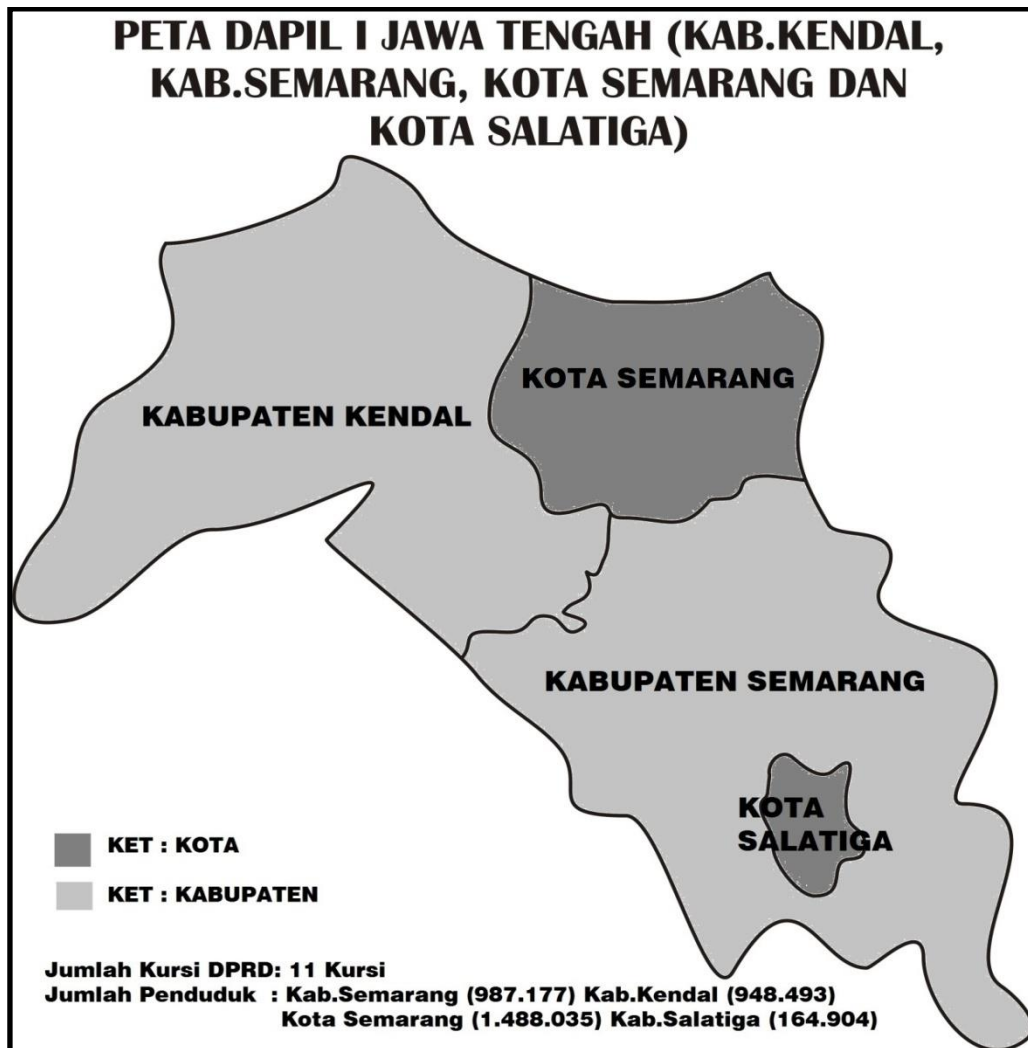 PETA DAPIL I JAWA TENGAH (KAB.KENDAL,
KAB.SEMARANG, KOTA SEMARANG DAN
KOTA SALATIGA)
KOTA SEMARANG
KABUPATEN KENDAL
KABUPATEN SEMARANG
KOTA
SALATIGA
KET : KOTA
KET : KABUPATEN
Jumlah Kursi DPRD: 11 Kursi
Jumlah Penduduk : Kab.Semarang (987.177) Kab.Kendal (948.493)
Kota Semarang (1.488.035) Kab.Salatiga (164.904)